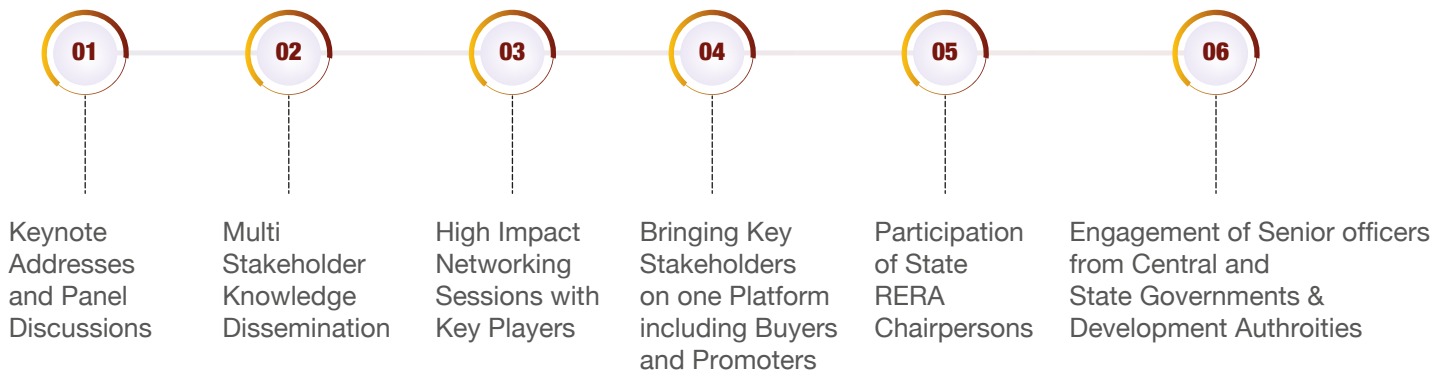 01
02
03
04
05
06
Keynote
Addresses
and Panel
Discussions
Multi
Stakeholder
Knowledge
Dissemination
High Impact
Networking
Sessions with
Key Players
Bringing Key
Stakeholders
on one Platform
including Buyers
and Promoters
Participation
of State
RERA
Chairpersons
Engagement of Senior officers
from Central and
State Governments &
Development Authroities